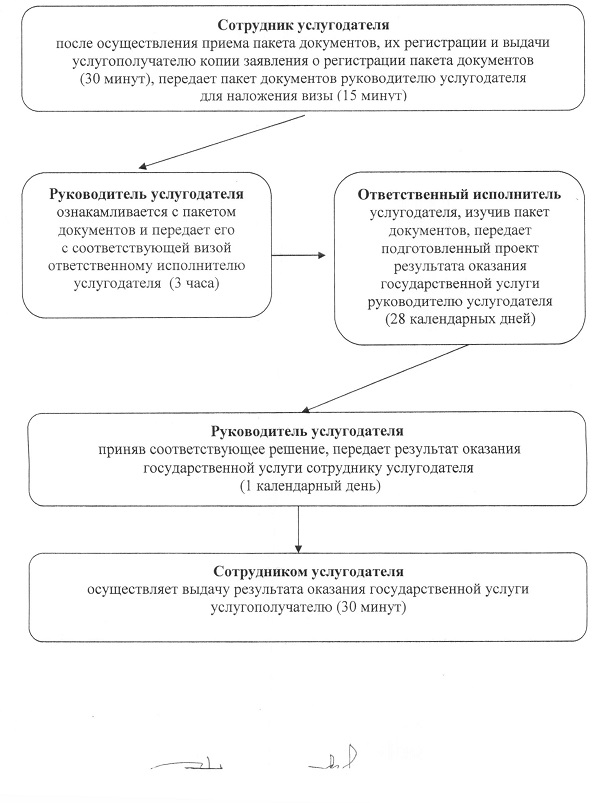 Сотрудник услугодателя
после осуществления приема пакета документов, их регистрации и выдачи
услугополучателю копии заявления о регистрации пакета документов
(30 минут), передает пакет документов руководителю услугодателя
для наложения визы (15 минут)
Руководитель услугодателя
ознакамливается с пакетом
документов и передает его
с соответствующей визой
ответственному исполнителю
услугодателя (3 часа)
Ответственный исполнитель
услугодателя, изучив пакет
документов, передает
подготовленный проект
результата оказания
государственной услуги
руководителю услугодателя
(28 календарных дней)
Руководитель услугодателя
приняв соответствующее решение, передает результат оказания
государственной услуги сотруднику услугодателя
(1 календарный день)
Сотрудником услугодателя
осуществляет выдачу результата оказания государственной услуги
услугополучателю (30 минут)